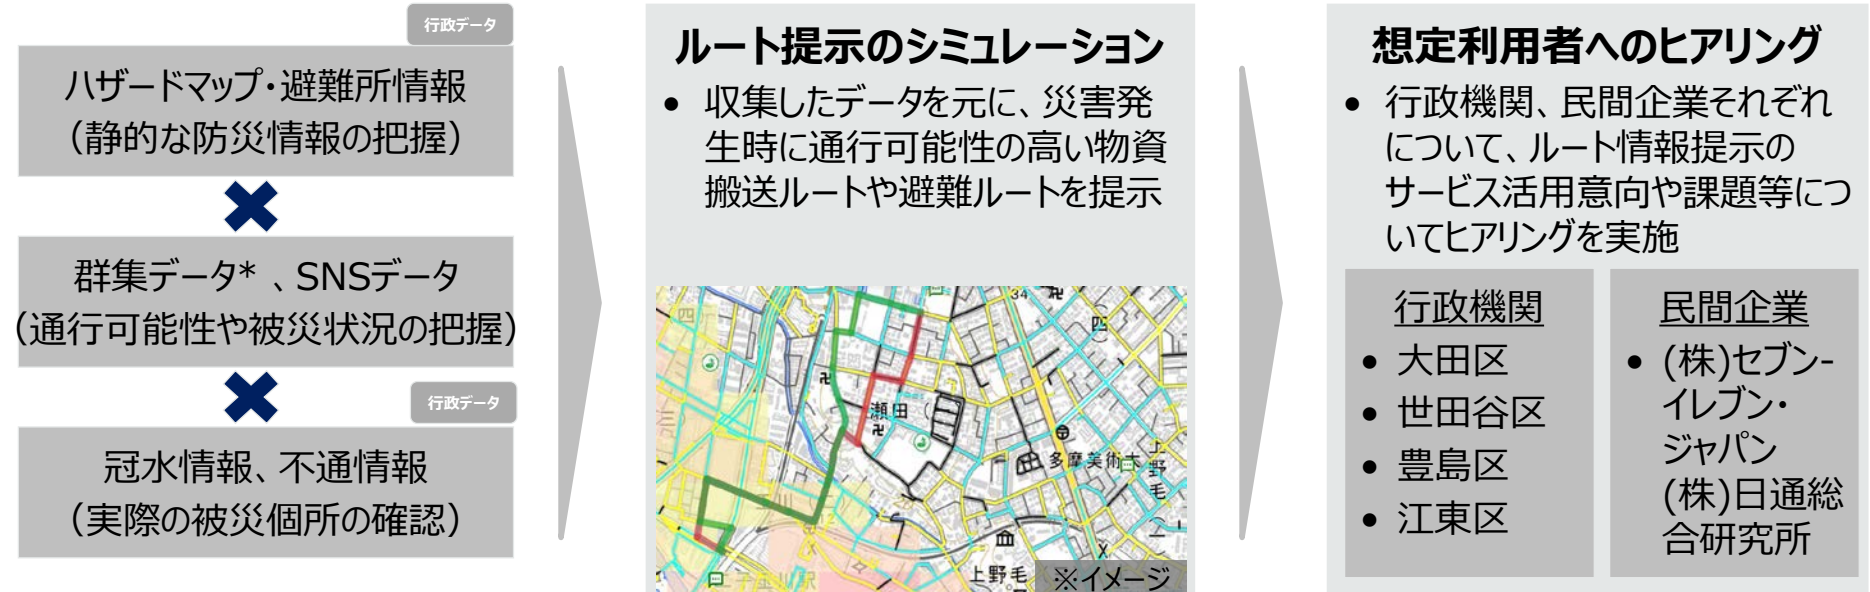 行政データ
ハザードマップ・避難所情報
（静的な防災情報の把握）
群集データ* 、SNSデータ
（通行可能性や被災状況の把握）
行政データ
冠水情報、不通情報
（実際の被災個所の確認）
ルート提示のシミュレーション
• 収集したデータを元に、災害発
生時に通行可能性の高い物資
搬送ルートや避難ルートを提示
34
四
瀬田
多摩美術大
上野毛
上野毛
※イメージ
想定利用者へのヒアリング
• 行政機関、民間企業それぞれ
について、ルート情報提示の
サービス活用意向や課題等につ
いてヒアリングを実施
行政機関
• 大田区
• 世田谷区
• 豊島区
• 江東区
民間企業
• (株)セブン-
イレブン・
ジャパン
(株)日通総
合研究所